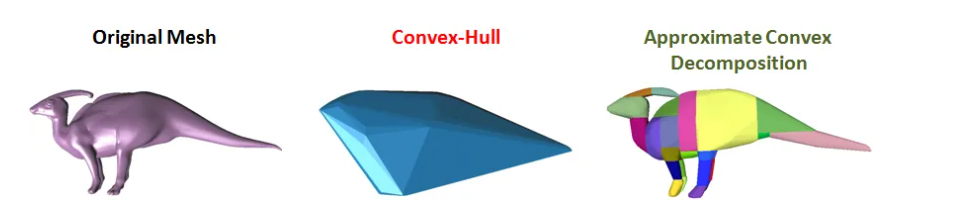 Original Mesh
Convex-Hull
Approximate Convex
Decomposition